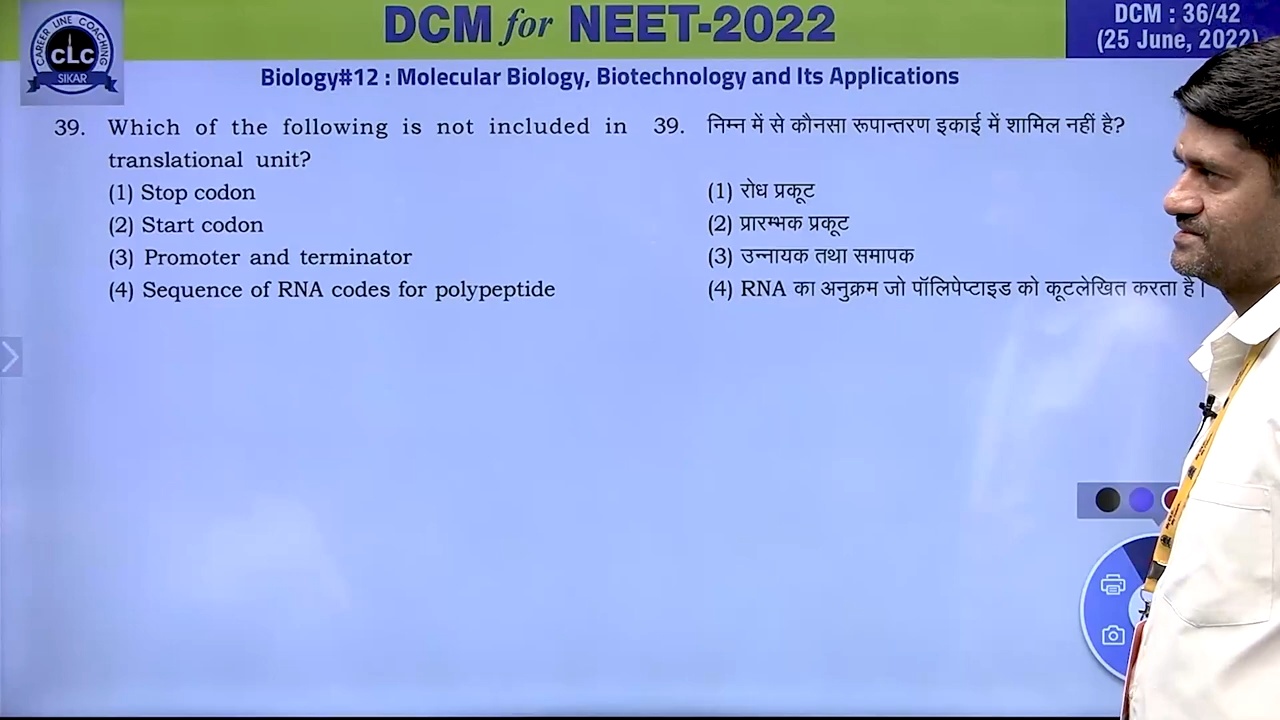 DCM for NEET-2022
DCM : 36/42
(25 June, 2022)
CAREER LINE COACHING
CLC
SIKAR
Biology#12 : Molecular Biology, Biotechnology and Its Applications
39. Which of the following is not included in
translational unit?
(1) Stop codon
(2) Start codon
(3) Promoter and terminator
(4) Sequence of RNA codes for polypeptide
39. निम्न में से कौनसा रूपान्तरण इकाई में शामिल नहीं है?
(1) रोध प्रकूट
(2) प्रारम्भक प्रकूट
(3) उन्नायक तथा समापक
(4) RNA का अनुक्रम जो पॉलिपेप्टाइड को कूटलेखित करता है।